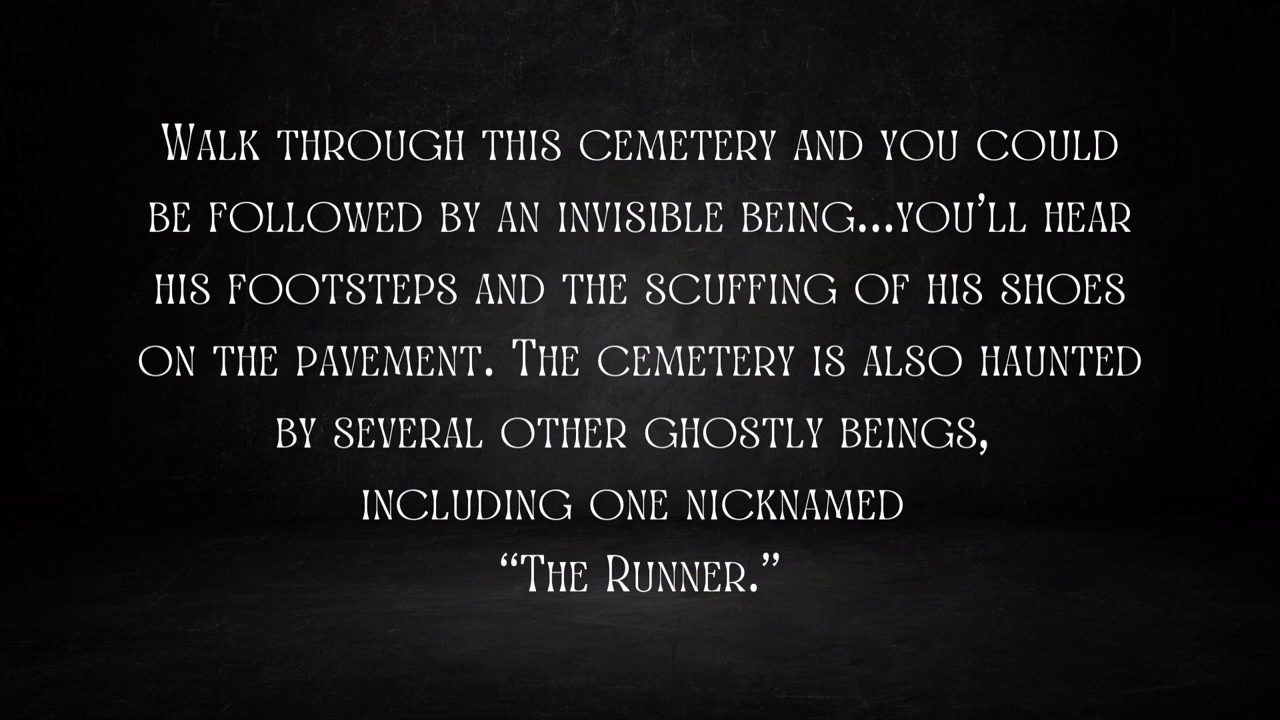 Walk through this cemetery and you could
be followed by an invisible being...you’ll hear
his footsteps and the scuffing of his shoes
on the pavement. The cemetery is also haunted
by several other ghostly beings,
including one nicknamed
“The Runner.”